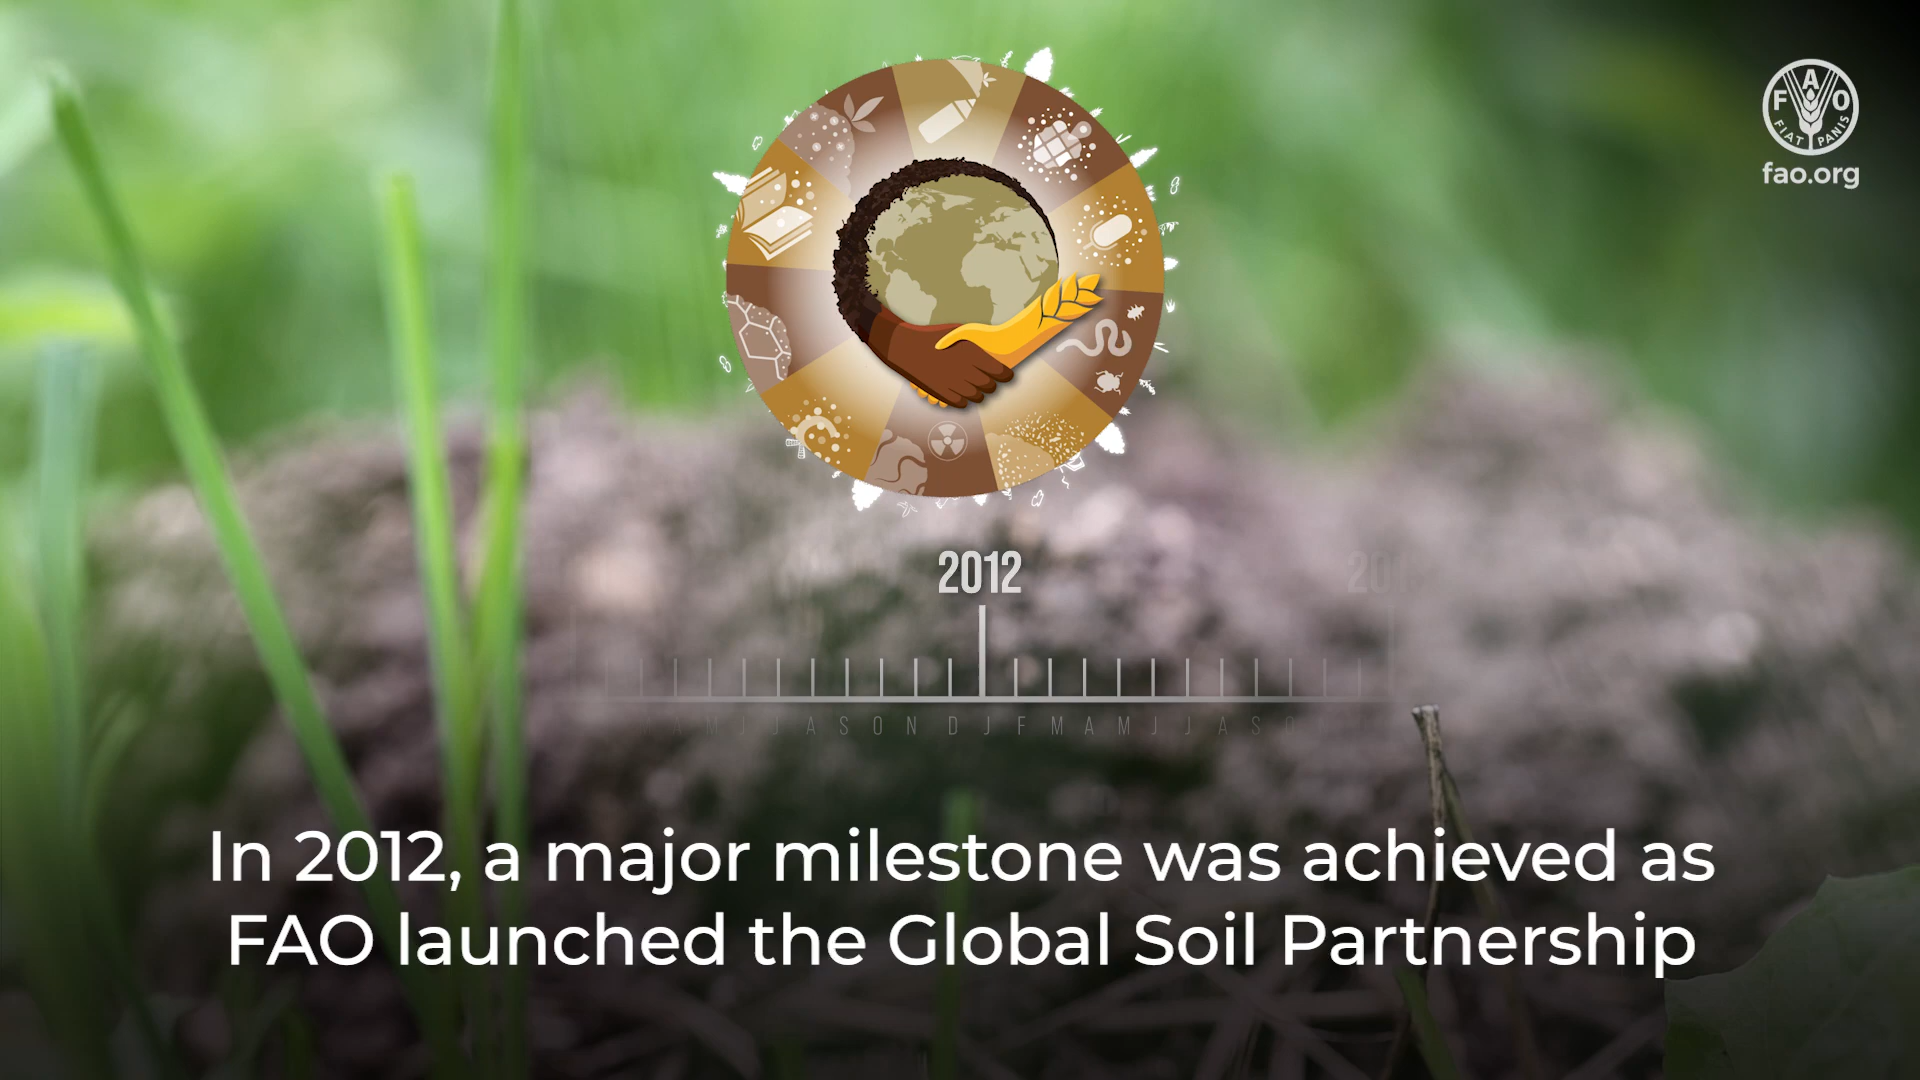 FAO
FIAT PANIS
fao.org
2012
A S O N D J F M A M J J A S
In 2012, a major milestone was achieved as
FAO launched the Global Soil Partnership